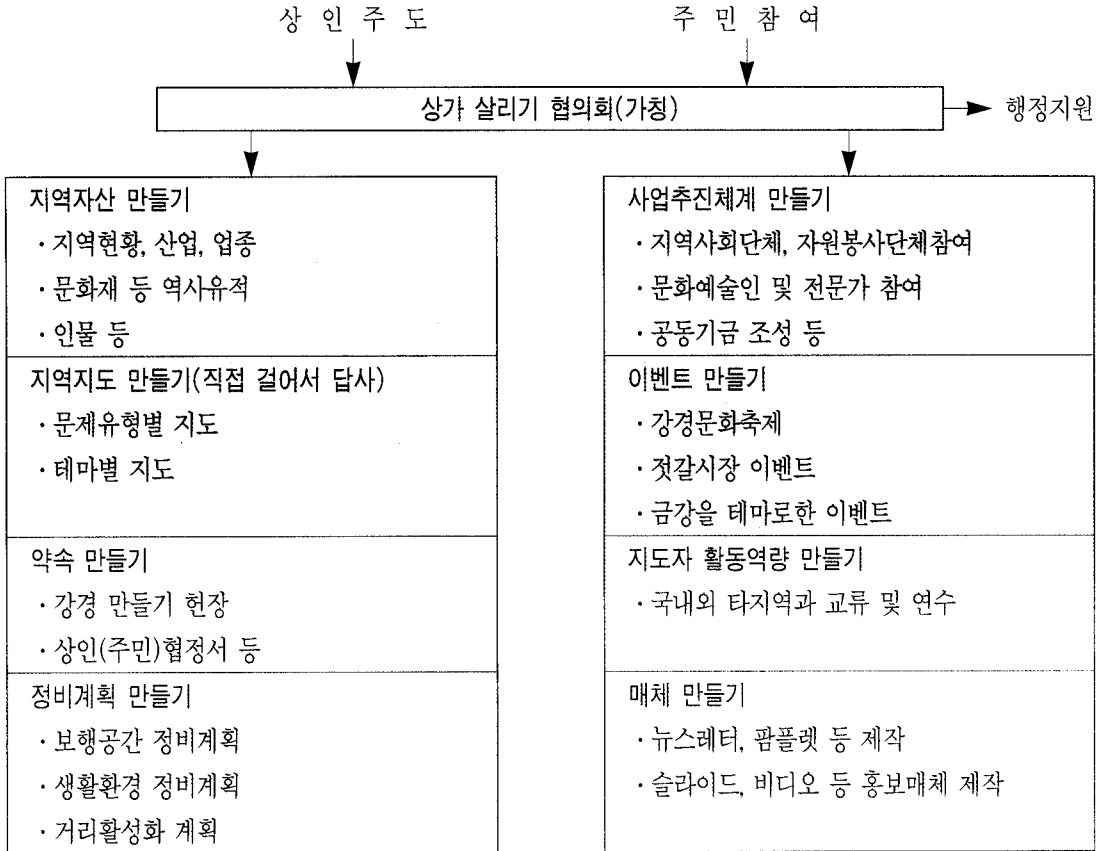 상 인 주 도
주 민 참 여
상가 살리기 협의회(가칭)
행정지원
지역자산 만들기
· 지역현황, 산업, 업종
· 문화재 등 역사유적
· 인물 등
지역지도 만들기(직접 걸어서 답사)
· 문제유형별 지도
· 테마별 지도
약속 만들기
· 강경 만들기 헌장
· 상인(주민)협정서 등
정비계획 만들기
· 보행공간 정비계획
· 생활환경 정비계획
· 거리활성화 계획
사업추진체계 만들기
· 지역사회단체, 자원봉사단체참여
· 문화예술인 및 전문가 참여
· 공동기금 조성 등
이벤트 만들기
· 강경문화축제
· 젓갈시장 이벤트
· 금강을 테마로한 이벤트
지도자 활동역량 만들기
· 국내외 타지역과 교류 및 연수
매체 만들기
· 뉴스레터, 팜플렛 등 제작
· 슬라이드, 비디오 등 홍보매체 제작